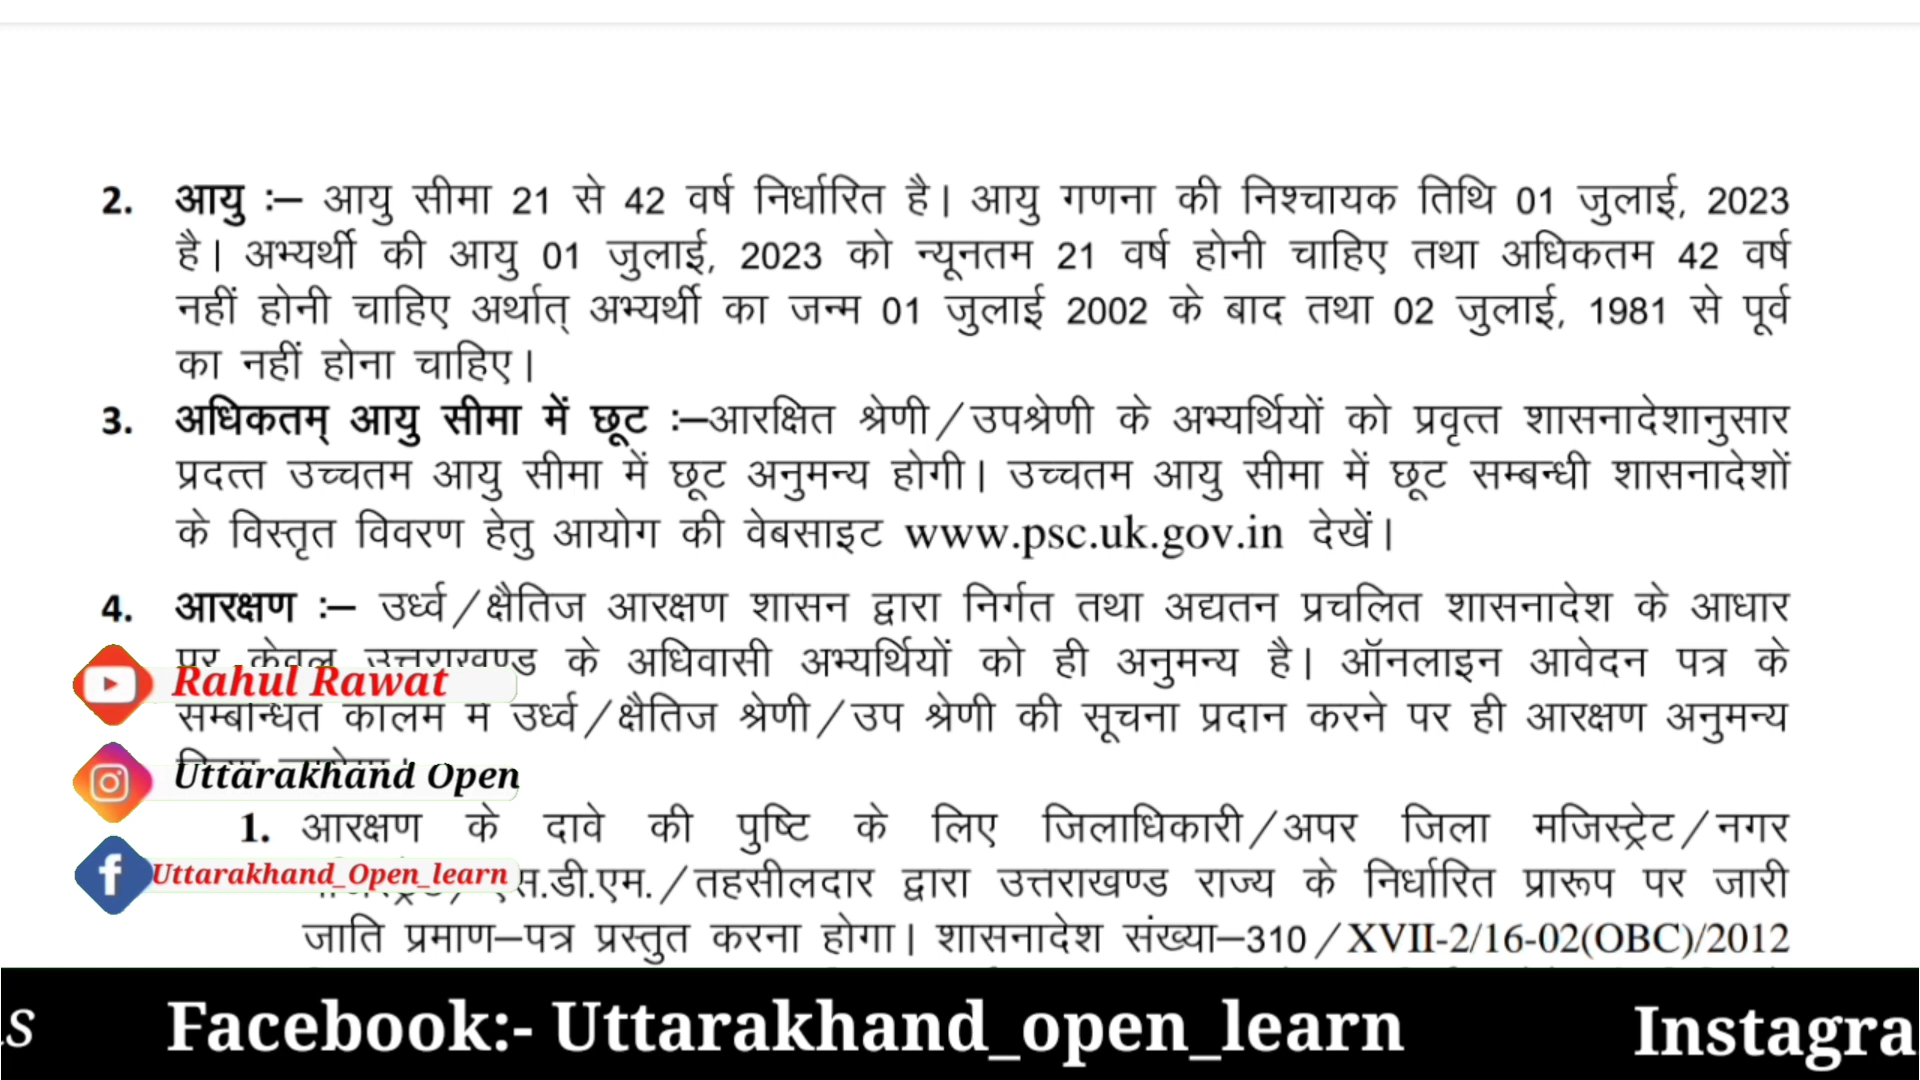 2. आयु :– आयु सीमा 21 से 42 वर्ष निर्धारित है। आयु गणना की निश्चायक तिथि 01 जुलाई, 2023
है। अभ्यर्थी की आयु 01 जुलाई, 2023 को न्यूनतम 21 वर्ष होनी चाहिए तथा अधिकतम 42 वर्ष
नहीं होनी चाहिए अर्थात् अभ्यर्थी का जन्म 01 जुलाई 2002 के बाद तथा 02 जुलाई, 1981 से पूर्व
का नहीं होना चाहिए।
3. अधिकतम् आयु सीमा में छूट :–आरक्षित श्रेणी/उपश्रेणी के अभ्यर्थियों को प्रवृत्त शासनादेशानुसार
प्रदत्त उच्चतम आयु सीमा में छूट अनुमन्य होगी। उच्चतम आयु सीमा में छूट सम्बन्धी शासनादेशों
के विस्तृत विवरण हेतु आयोग की वेबसाइट www.psc.uk.gov.in देखें।
4. आरक्षण :– उर्ध्व/क्षैतिज आरक्षण शासन द्वारा निर्गत तथा अद्यतन प्रचलित शासनादेश के आधार
पर केवल उत्तराखण्ड के अधिवासी अभ्यर्थियों को ही अनुमन्य है। ऑनलाइन आवेदन पत्र के
Rahul Rawat
सम्बन्धित कॉलम में उर्ध्व/क्षैतिज श्रेणी/उप श्रेणी की सूचना प्रदान करने पर ही आरक्षण अनुमन्य
Uttarakhand Open
1. आरक्षण के दावे की पुष्टि के लिए जिलाधिकारी/अपर जिला मजिस्ट्रेट/नगर
Uttarakhand_Open_learn
स.डी.एम./तहसीलदार द्वारा उत्तराखण्ड राज्य के निर्धारित प्रारूप पर जारी
जाति प्रमाण–पत्र प्रस्तुत करना होगा। शासनादेश संख्या–310/XVII-2/16-02(OBC)/2012
s Facebook:- Uttarakhand_open_learn Instagra